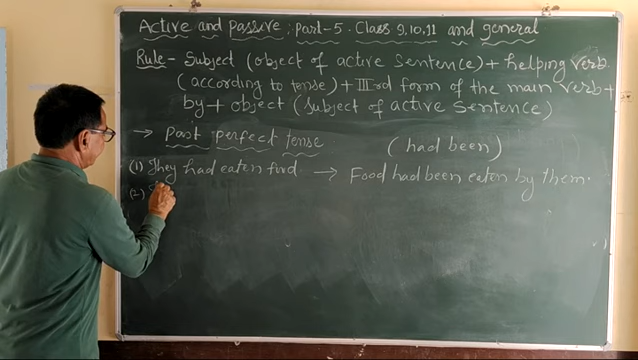 Active and passive; Part-5. Class 9,10,11 and general
Rule- Subject (object of active Sentence) + helping verb.
(according to tense) + IIIrd form of the main verb +
by + object (subject of active Sentence)
→ Past perfect tense (had been)
(1) They had eaten food → Food had been eaten by them.
(2)